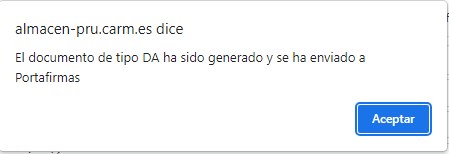 almacen-pru.carm.es dice
El documento de tipo DA ha sido generado y se ha enviado a
Portafirmas
Aceptar